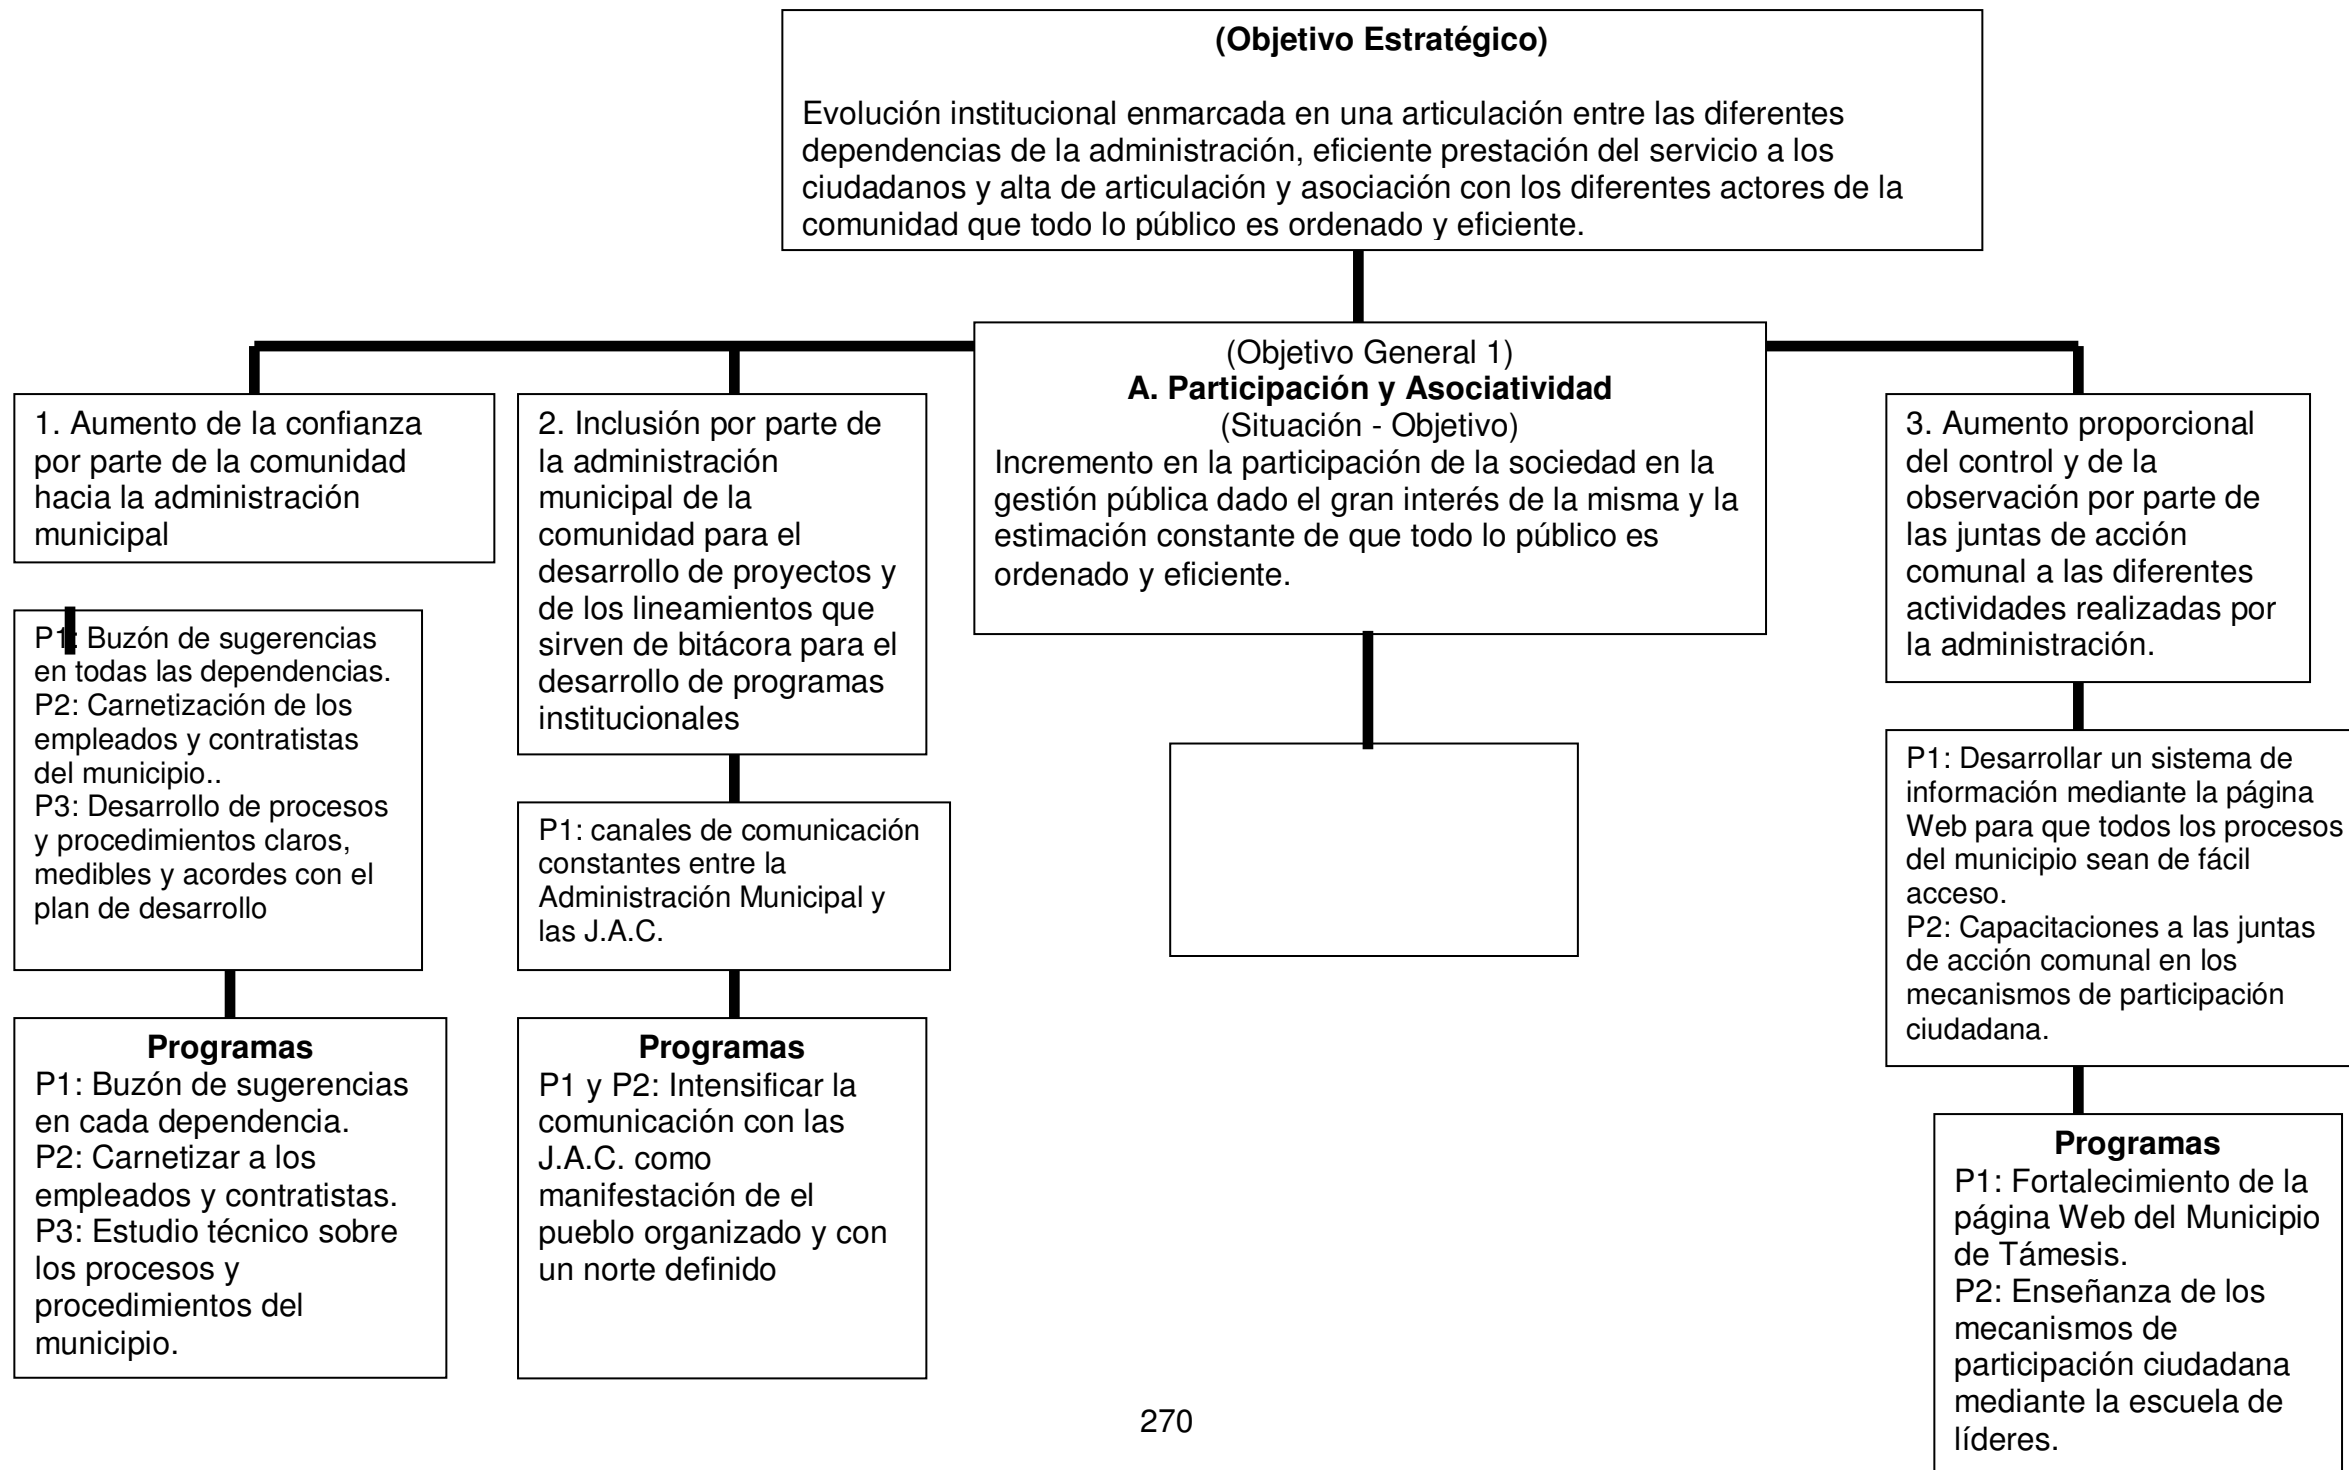 (Objetivo Estratégico)
Evolución institucional enmarcada en una articulación entre las diferentes
dependencias de la administración, eficiente prestación del servicio a los
ciudadanos y alta de articulación y asociación con los diferentes actores de la
comunidad que todo lo público es ordenado y eficiente.
(Objetivo General 1)
A. Participación y Asociatividad
(Situación - Objetivo)
Incremento en la participación de la sociedad en la
gestión pública dado el gran interés de la misma y la
estimación constante de que todo lo público es
ordenado y eficiente.
1. Aumento de la confianza
por parte de la comunidad
hacia la administración
municipal
P1: Buzón de sugerencias
en todas las dependencias.
P2: Carnetización de los
empleados y contratistas
del municipio..
P3: Desarrollo de procesos
y procedimientos claros,
medibles y acordes con el
plan de desarrollo
Programas
P1: Buzón de sugerencias
en cada dependencia.
P2: Carnetizar a los
empleados y contratistas.
P3: Estudio técnico sobre
los procesos y
procedimientos del
municipio.
2. Inclusión por parte de
la administración
municipal de la
comunidad para el
desarrollo de proyectos y
de los lineamientos que
sirven de bitácora para el
desarrollo de programas
institucionales
P1: canales de comunicación
constantes entre la
Administración Municipal y
las J.A.C.
Programas
P1 y P2: Intensificar la
comunicación con las
J.A.C. como
manifestación de el
pueblo organizado y con
un norte definido
3. Aumento proporcional
del control y de la
observación por parte de
las juntas de acción
comunal a las diferentes
actividades realizadas por
la administración.
P1: Desarrollar un sistema de
información mediante la página
Web para que todos los procesos
del municipio sean de fácil
acceso.
P2: Capacitaciones a las juntas
de acción comunal en los
mecanismos de participación
ciudadana.
Programas
P1: Fortalecimiento de la
página Web del Municipio
de Támesis.
P2: Enseñanza de los
mecanismos de
participación ciudadana
mediante la escuela de
líderes.
270